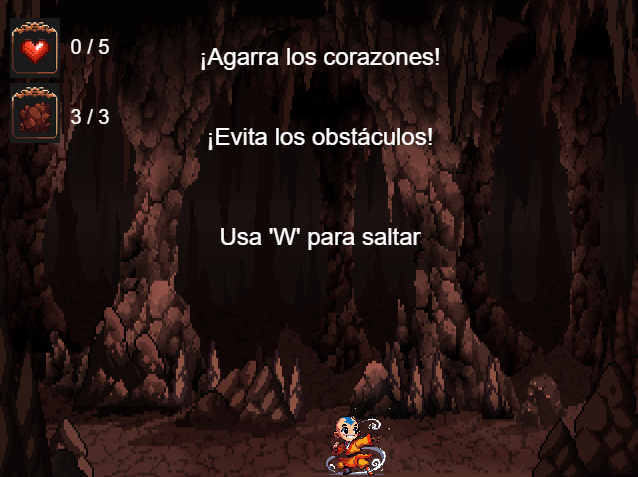 0 / 5
¡Agarra los corazones!
3 / 3
¡Evita los obstáculos!
Usa 'W' para saltar